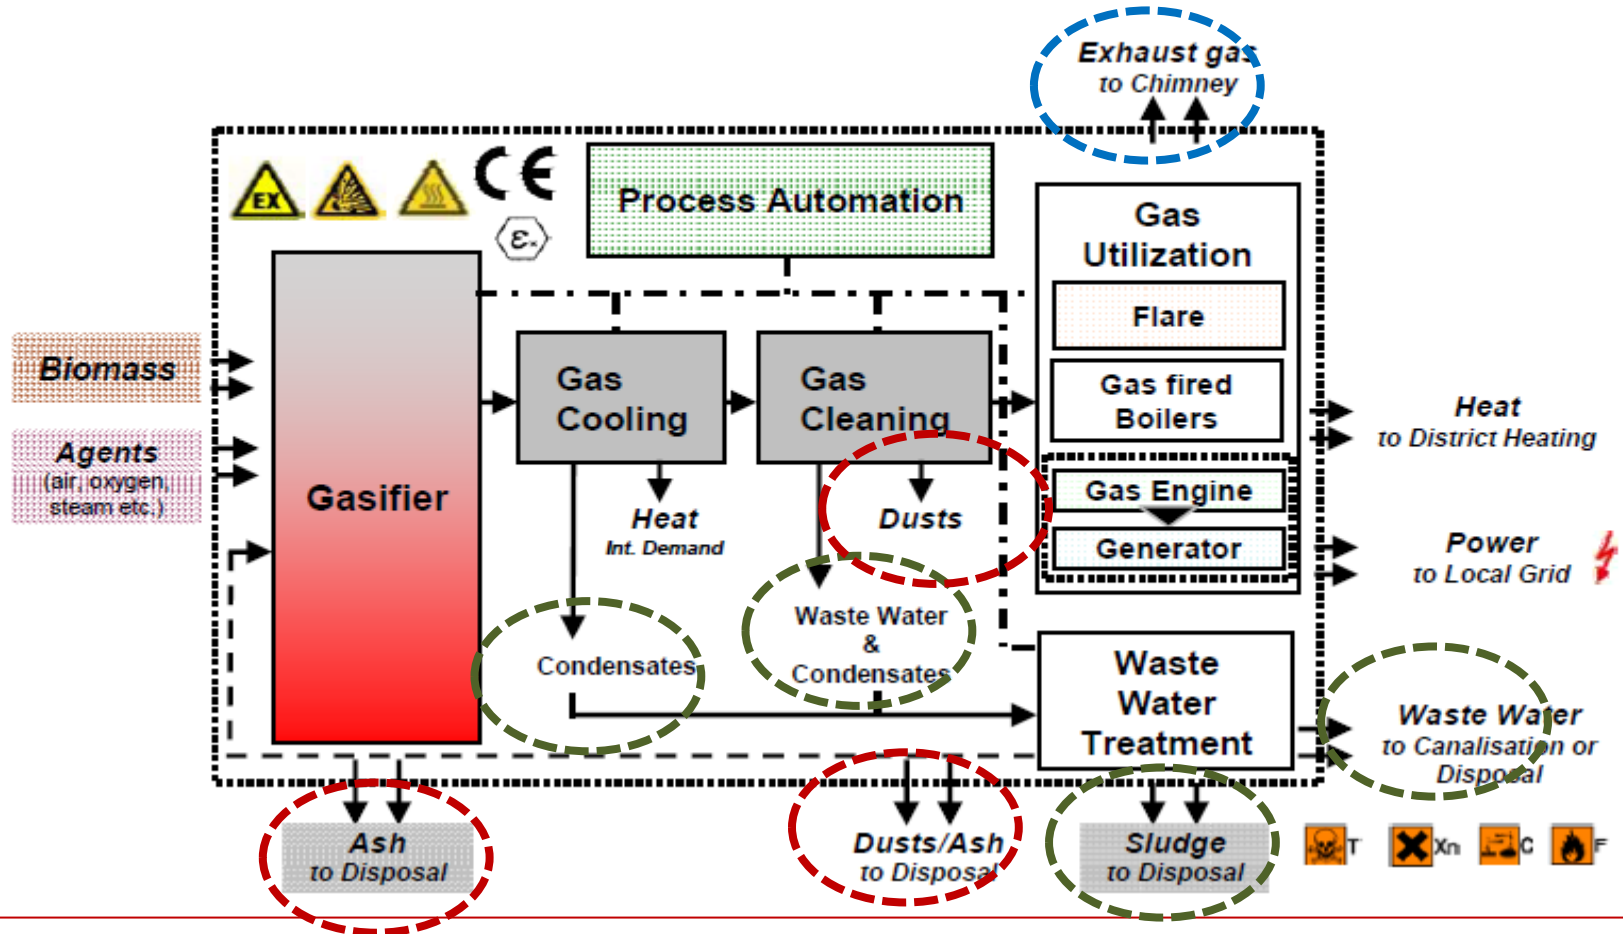 Exhaust gas
to Chimney
EX
CE
εx
Process Automation
Gas
Utilization
Flare
Gas fired
Boilers
Gas Engine
Generator
Biomass
Agents
(air, oxygen,
steam etc.)
Gasifier
Gas
Cooling
Gas
Cleaning
Heat
Int. Demand
Dusts
Condensates
Waste Water
&
Condensates
Waste
Water
Treatment
Heat
to District Heating
Power
to Local Grid
Waste Water
to Canalisation or
Disposal
Ash
to Disposal
Dusts/Ash
to Disposal
Sludge
to Disposal
T
Xn
C
F